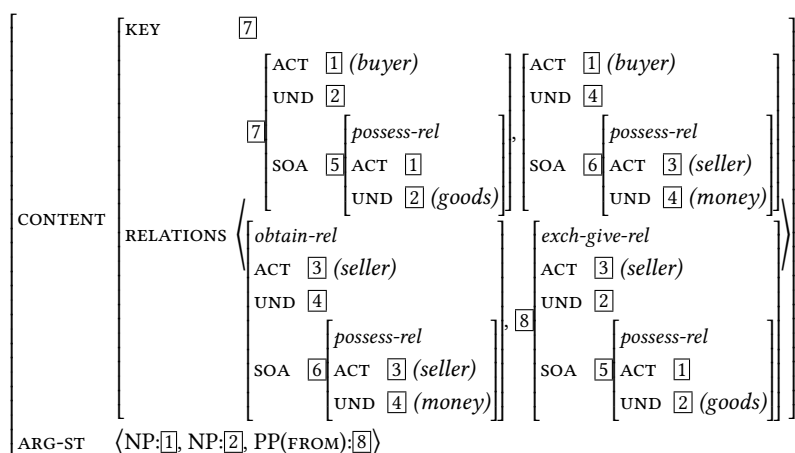 KEY 7
ACT 1 (buyer) ACT 1 (buyer)
UND 2 UND 4
7 possess-rel , possess-rel
SOA 5 ACT 1 SOA 6 ACT 3 (seller)
UND 2 (goods) UND 4 (money)
CONTENT
RELATIONS obtain-rel exch-give-rel
ACT 3 (seller) ACT 3 (seller)
UND 4 UND 2
, 8
possess-rel possess-rel
SOA 6 ACT 3 (seller) SOA 5 ACT 1
UND 4 (money) UND 2 (goods)
ARG-ST ⟨NP:1, NP:2, PP(FROM):8⟩